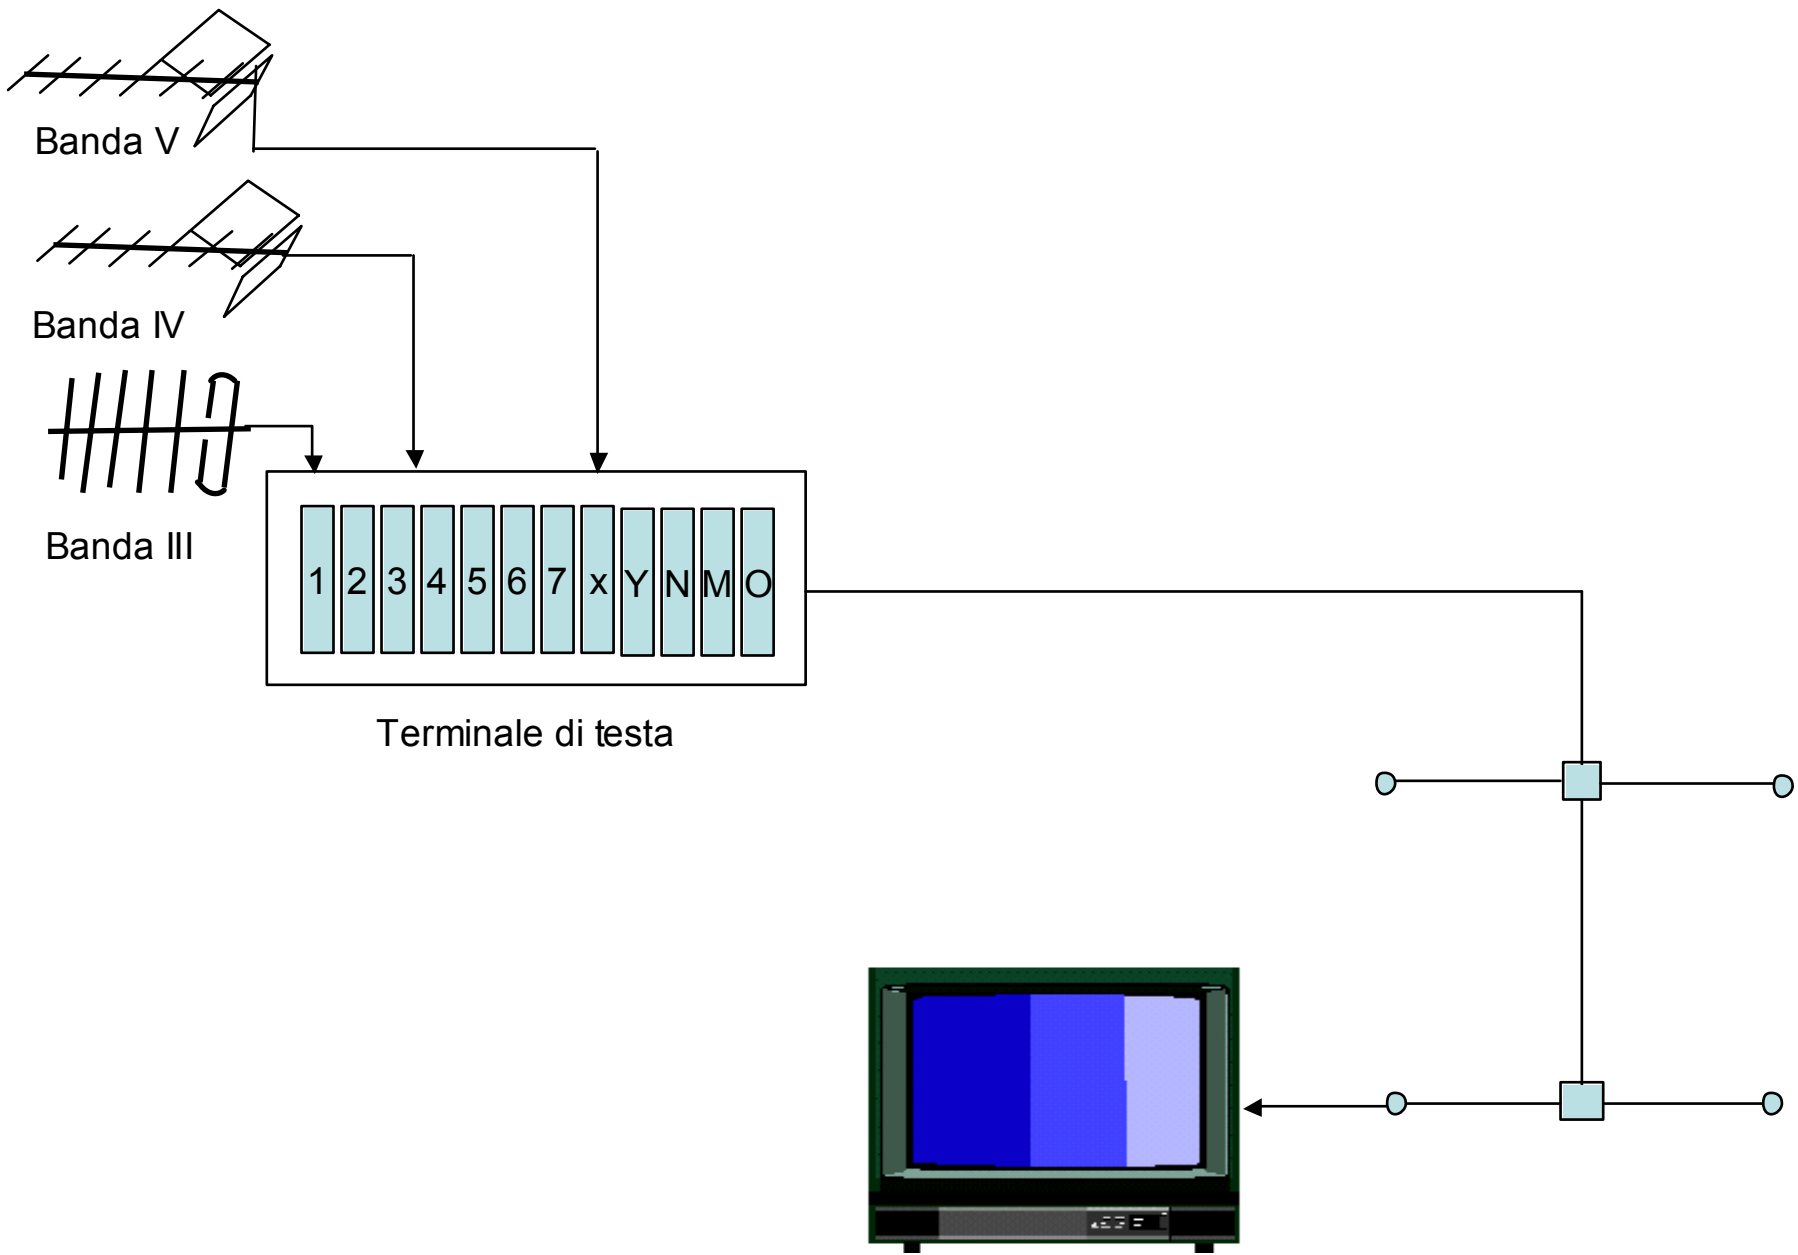 Banda V
Banda IV
Banda III
1 2 3 4 5 6 7 x Y N M O
Terminale di testa